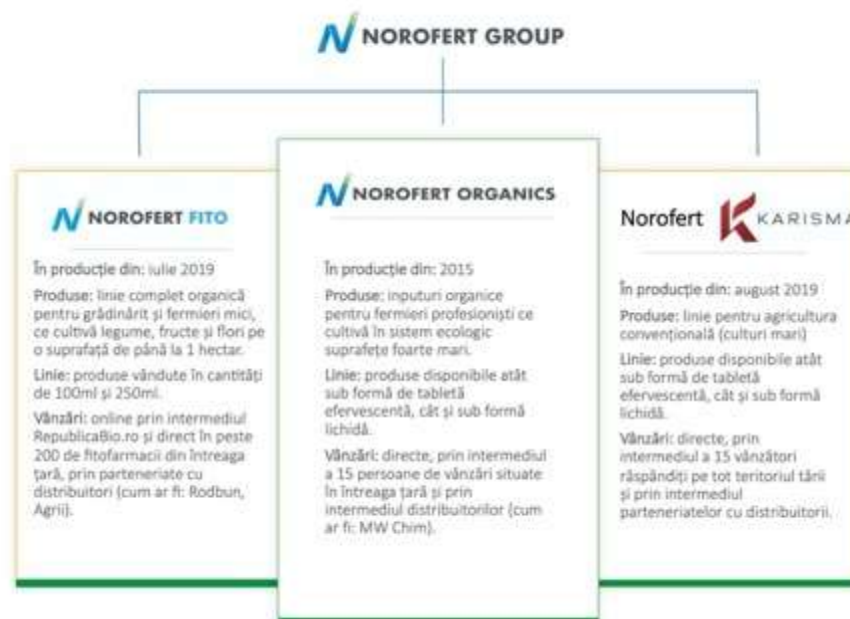 NOROFERT GROUP
NOROFERT FITO
În producție din: iulie 2019
Produse: linie complet organică
pentru grădinărit și fermieri mici,
ce cultivă legume, fructe și flori pe
o suprafață de până la 1 hectar.
Linie: produse vândute în cantități
de 100ml și 250ml.
Vânzări: online prin intermediul
RepublicaBio.ro și direct în peste
200 de fitofarmacii din întreaga
țară, prin parteneriate cu
distribuitori (cum ar fi: Rodbun,
Agrii).
NOROFERT ORGANICS
În producție din: 2015
Produse: inputuri organice
pentru fermieri profesioniști ce
cultivă în sistem ecologic
suprafețe foarte mari.
Linie: produse disponibile atât
sub formă de tabletă
efervescentă, cât și sub formă
lichidă.
Vânzări: directe, prin intermediul
a 15 persoane de vânzări situate
în întreaga țară și prin
intermediul distribuitorilor (cum
ar fi: MW Chim).
Norofert KARISMA
În producție din: august 2019
Produse: linie pentru agricultura
convențională (culturi mari)
Linie: produse disponibile atât
sub formă de tabletă
efervescentă, cât și sub formă
lichidă.
Vânzări: directe, prin
intermediul a 15 vânzători
răspândiți pe tot teritoriul țării
și prin intermediul
parteneriatelor cu distribuitorii.